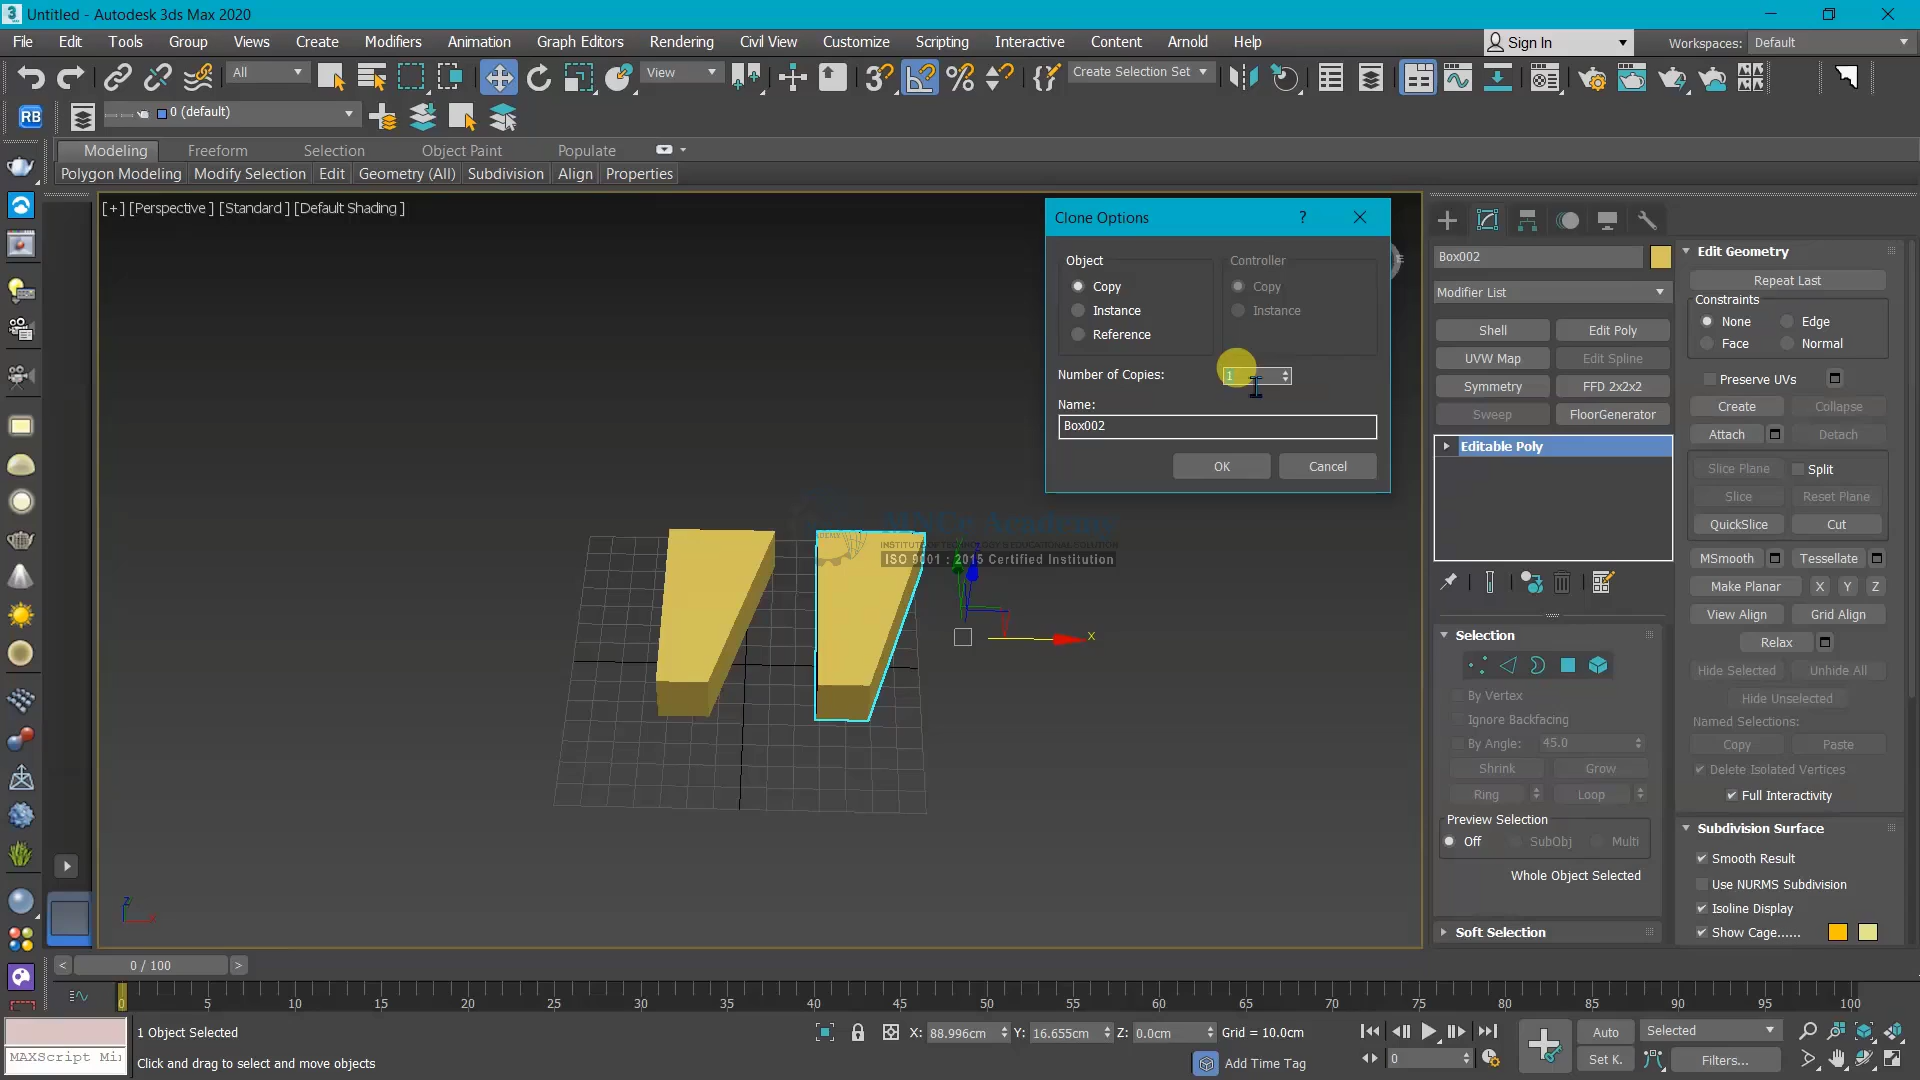 Untitled - Autodesk 3ds Max 2020
File Edit Tools Group Views Create Modifiers Animation Graph Editors Rendering Civil View Customize Scripting Interactive Content Arnold Help
Sign In
Workspaces: Default
All
View
Create Selection Set
RB
0 (default)
Modeling Freeform Selection Object Paint Populate
Polygon Modeling Modify Selection Edit Geometry (All) Subdivision Align Properties
[+] [Perspective ] [Standard ] [Default Shading ]
Clone Options
?
Object
Copy
Instance
Reference
Controller
Copy
Instance
Number of Copies: 1
Name:
Box002
OK Cancel
INSTITUTE OF TECHNOLOGY & EDUCATIONAL SOLUTION
ISO 9001 : 2015 Certified Institution
x
z
Box002
Modifier List
Shell Edit Poly
UVW Map Edit Spline
Symmetry FFD 2x2x2
Sweep FloorGenerator
Editable Poly
Selection
By Vertex
Ignore Backfacing
By Angle: 45.0
Shrink Grow
Ring Loop
Preview Selection
Off SubObj Multi
Whole Object Selected
Soft Selection
Edit Geometry
Repeat Last
Constraints
None Edge
Face Normal
Preserve UVs
Create Collapse
Attach Detach
Slice Plane Split
Slice Reset Plane
QuickSlice Cut
MSmooth Tessellate
Make Planar X Y Z
View Align Grid Align
Relax
Hide Selected Unhide All
Hide Unselected
Named Selections:
Copy Paste
Delete Isolated Vertices
Full Interactivity
Subdivision Surface
Smooth Result
Use NURMS Subdivision
Isoline Display
Show Cage......
< 0 / 100 >
0 5 10 15 20 25 30 35 40 45 50 55 60 65 70 75 80 85 90 95 100
1 Object Selected
X: 88.996cm Y: 16.655cm Z: 0.0cm Grid = 10.0cm
Auto Selected
MAXScript Mi
Click and drag to select and move objects
Add Time Tag
0
Set K. Filters...